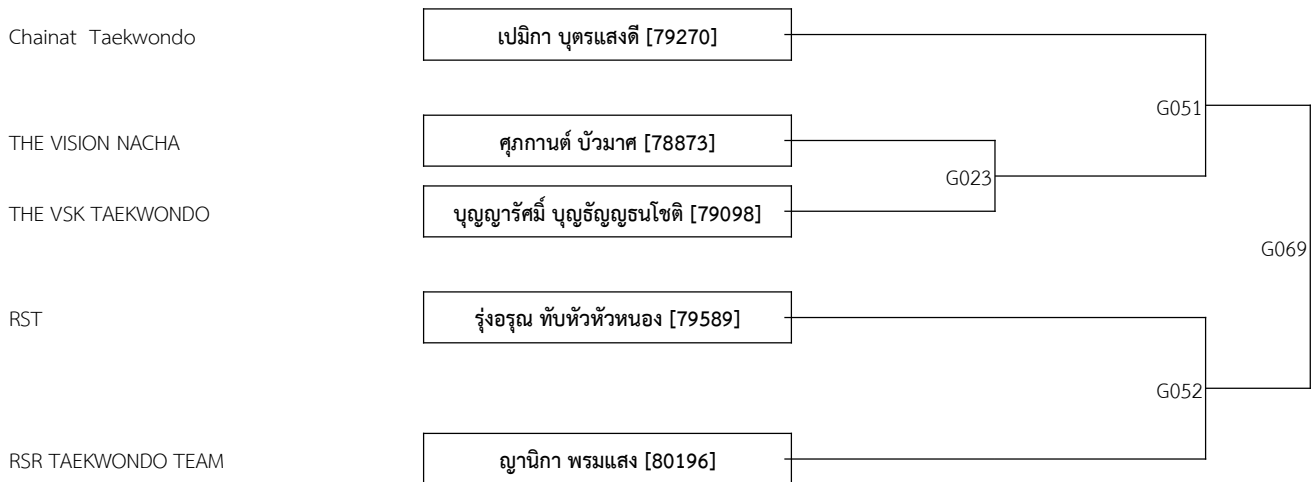 Chainat Taekwondo เปมิกา บุตรแสงดี [79270]
G051
THE VISION NACHA ศุภกานต์ บัวมาศ [78873]
G023
THE VSK TAEKWONDO บุญญารัศมิ์ บุญธัญญธนโชติ [79098]
G069
RST รุ่งอรุณ ทับหัวหัวหนอง [79589]
G052
RSR TAEKWONDO TEAM ญานิกา พรมแสง [80196]